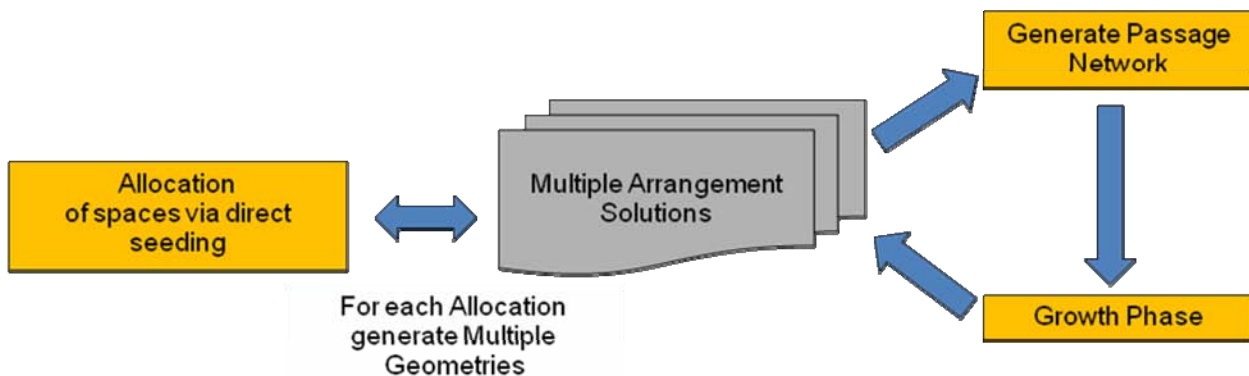 Generate Passage
Network
Allocation
of spaces via direct
seeding
Multiple Arrangement
Solutions
For each Allocation
generate Multiple
Geometries
Growth Phase